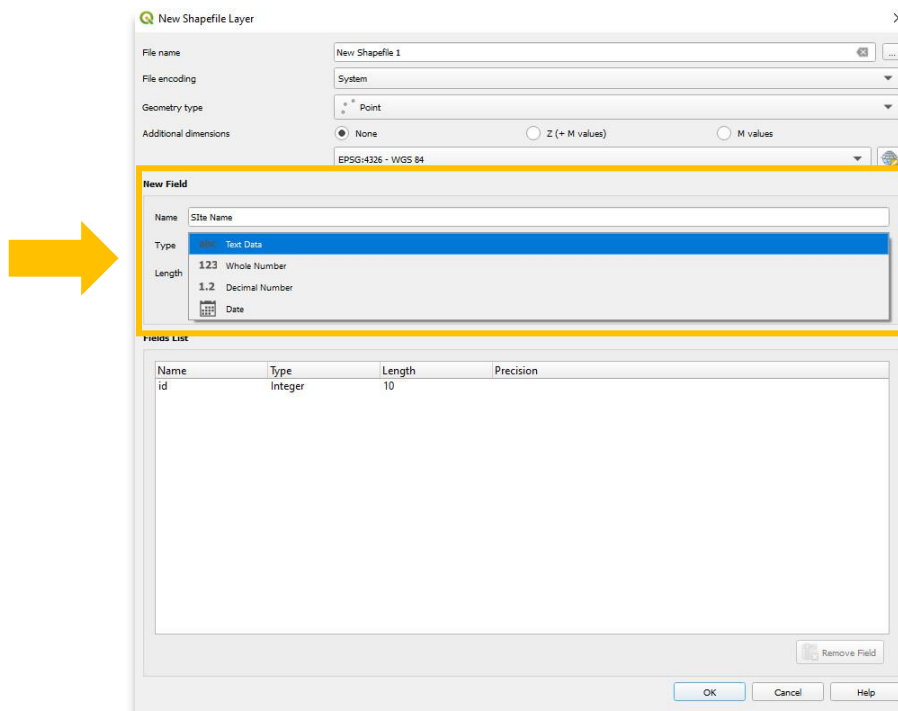 New Shapefile Layer
File name New Shapefile 1 ...
File encoding System
Geometry type Point
Additional dimensions None Z (+ M values) M values
EPSG:4326 - WGS 84
New Field
Name SIte Name
Type abc Text Data
123 Whole Number
Length
1.2 Decimal Number
Date
Fields List
Name Type Length Precision
id Integer 10
Remove Field
OK Cancel Help